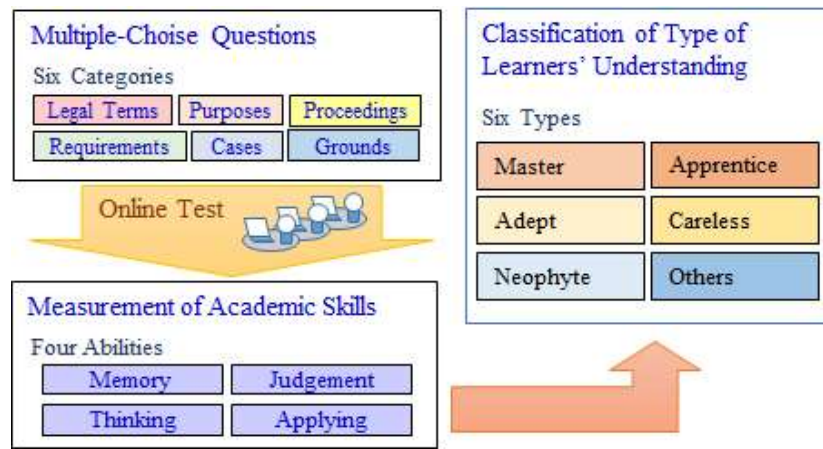 Multiple-Choise Questions
Six Categories
Legal Terms Purposes Proceedings
Requirements Cases Grounds
Online Test
Measurement of Academic Skills
Four Abilities
Memory Judgement
Thinking Applying
Classification of Type of
Learners' Understanding
Six Types
Master Apprentice
Adept Careless
Neophyte Others